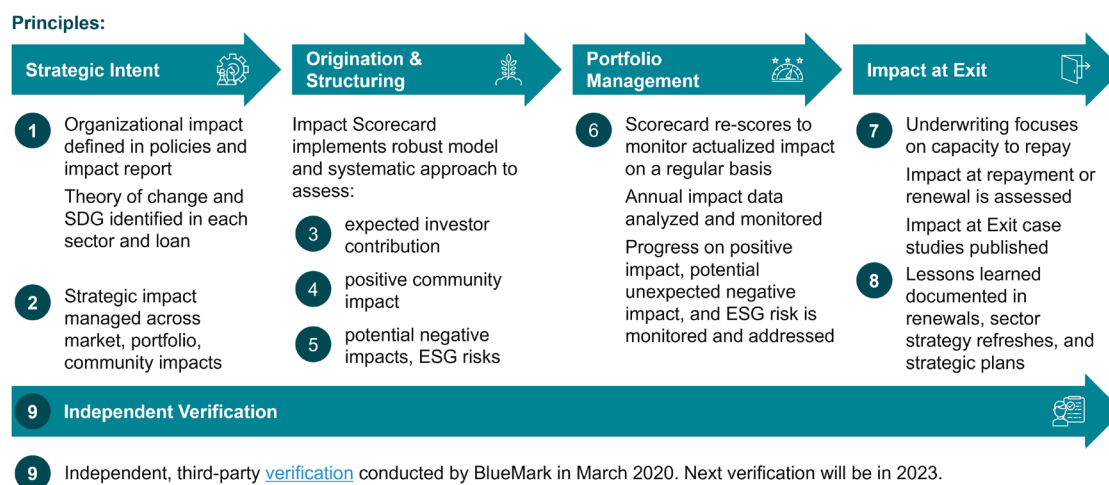 Principles:
Strategic Intent
1
Organizational impact
defined in policies and
impact report
Theory of change and
SDG identified in each
sector and loan
2
Strategic impact
managed across
market, portfolio,
community impacts
Origination &
Structuring
Impact Scorecard
implements robust model
and systematic approach to
assess:
3
expected investor
contribution
4
positive community
impact
5
potential negative
impacts, ESG risks
Portfolio
Management
6
Scorecard re-scores to
monitor actualized impact
on a regular basis
Annual impact data
analyzed and monitored
Progress on positive
impact, potential
unexpected negative
impact, and ESG risk is
monitored and addressed
Impact at Exit
7
Underwriting focuses
on capacity to repay
Impact at repayment or
renewal is assessed
Impact at Exit case
studies published
8
Lessons learned
documented in
renewals, sector
strategy refreshes, and
strategic plans
9 Independent Verification
9 Independent, third-party verification conducted by BlueMark in March 2020. Next verification will be in 2023.